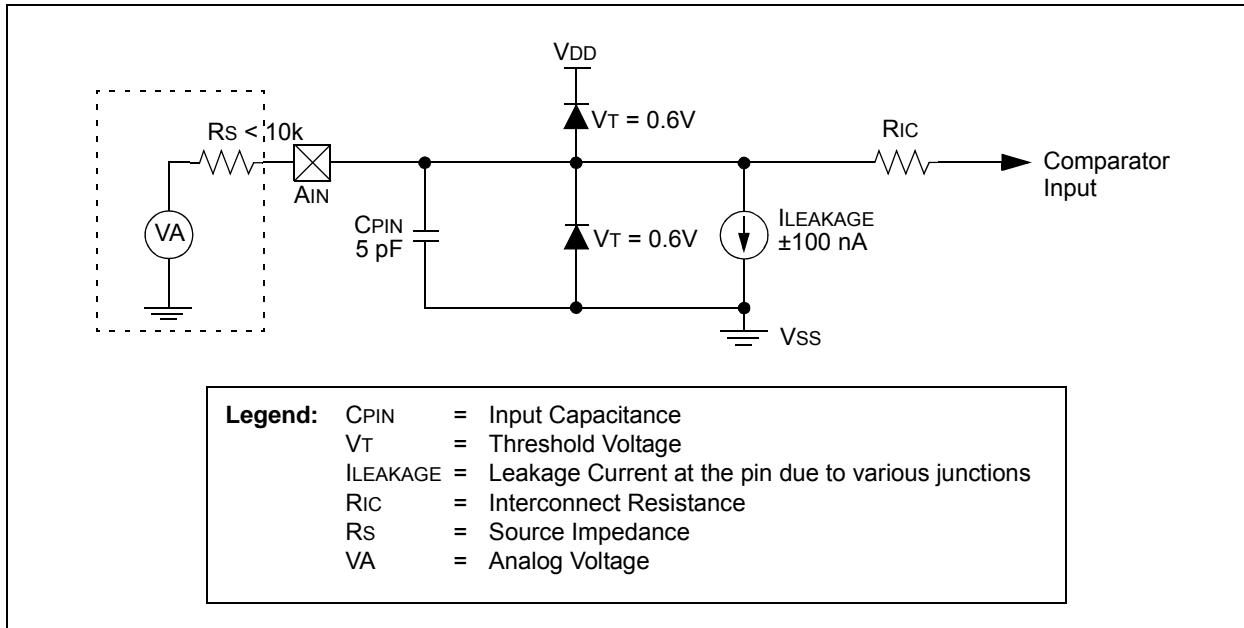 VDD
VT = 0.6V
RS < 10k
RIC
Comparator
Input
AIN
VA
CPIN
5 pF
VT = 0.6V
ILEAKAGE
±100 nA
VSS
Legend: CPIN = Input Capacitance
VT = Threshold Voltage
ILEAKAGE = Leakage Current at the pin due to various junctions
RIC = Interconnect Resistance
RS = Source Impedance
VA = Analog Voltage